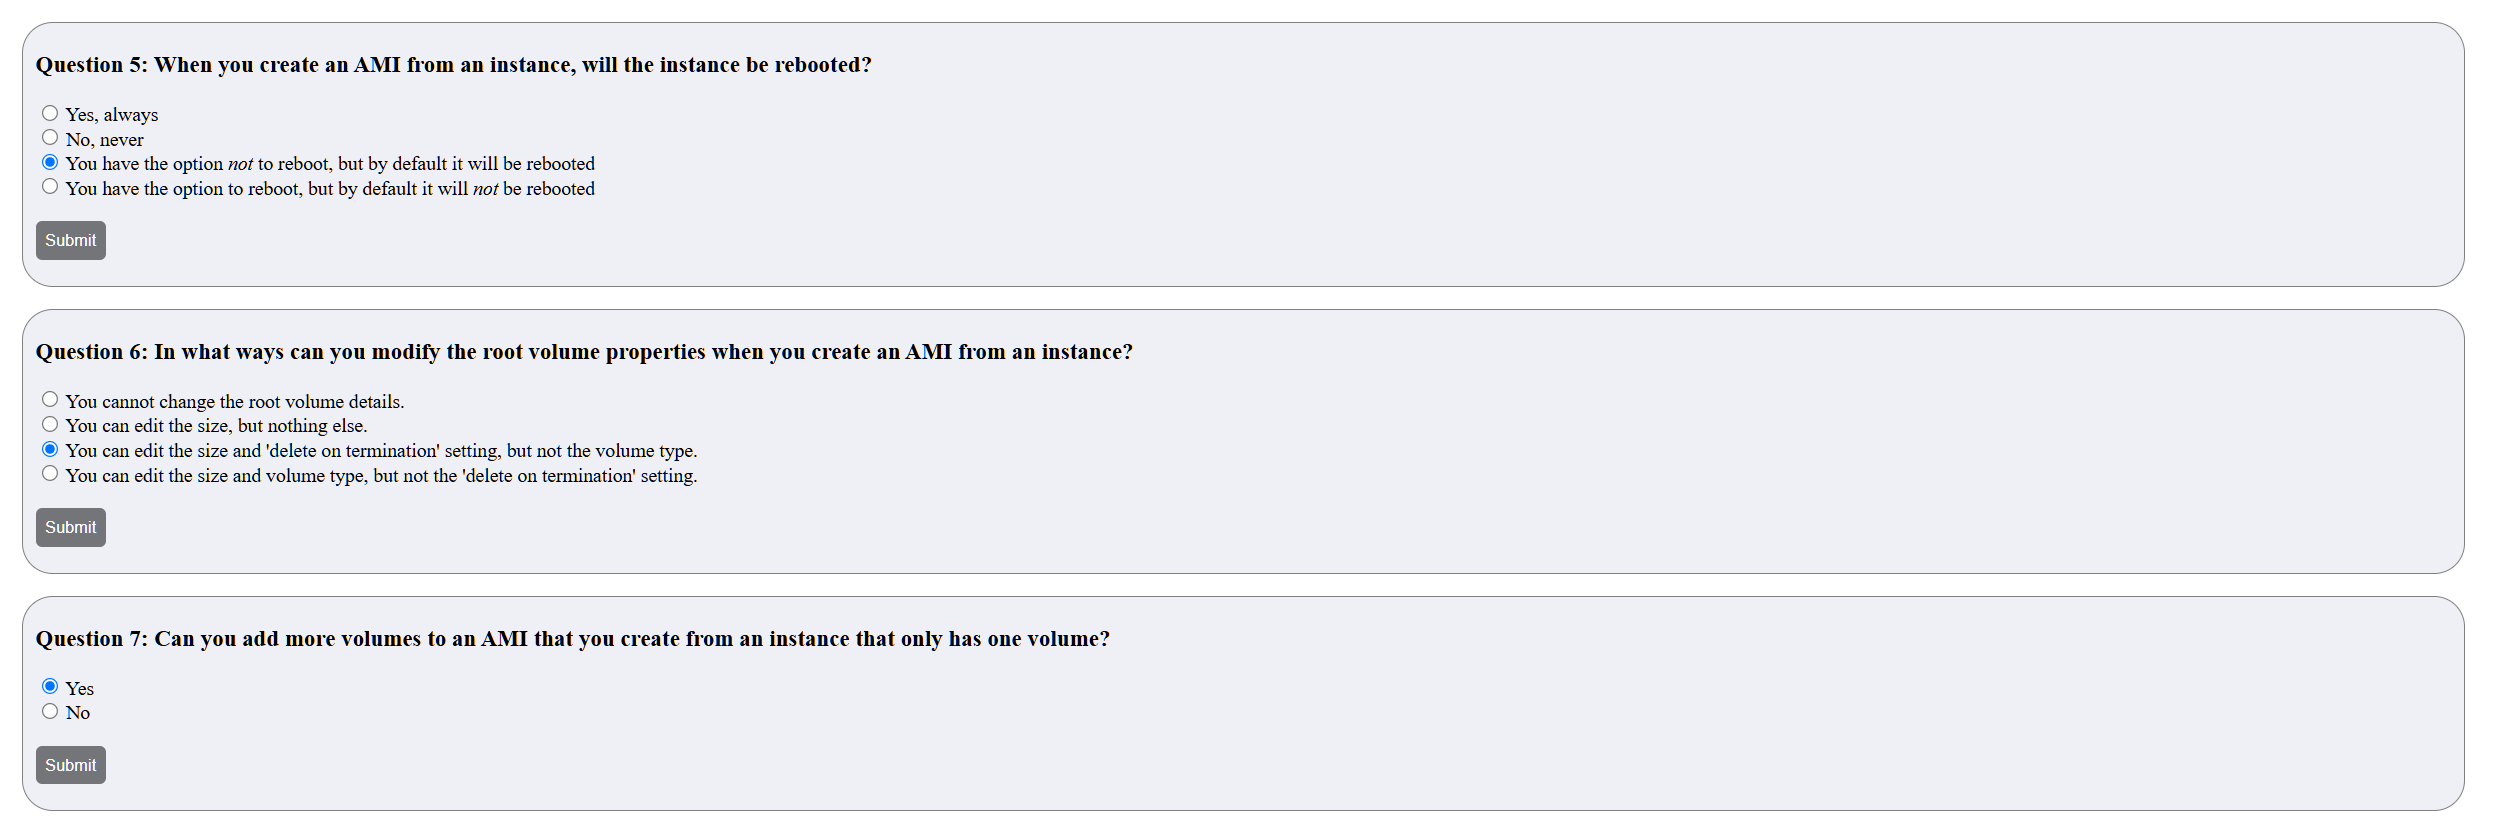 Question 5: When you create an AMI from an instance, will the instance be rebooted?
Yes, always
No, never
You have the option not to reboot, but by default it will be rebooted
You have the option to reboot, but by default it will not be rebooted
Submit
Question 6: In what ways can you modify the root volume properties when you create an AMI from an instance?
You cannot change the root volume details.
You can edit the size, but nothing else.
You can edit the size and 'delete on termination' setting, but not the volume type.
You can edit the size and volume type, but not the 'delete on termination' setting.
Submit
Question 7: Can you add more volumes to an AMI that you create from an instance that only has one volume?
Yes
No
Submit